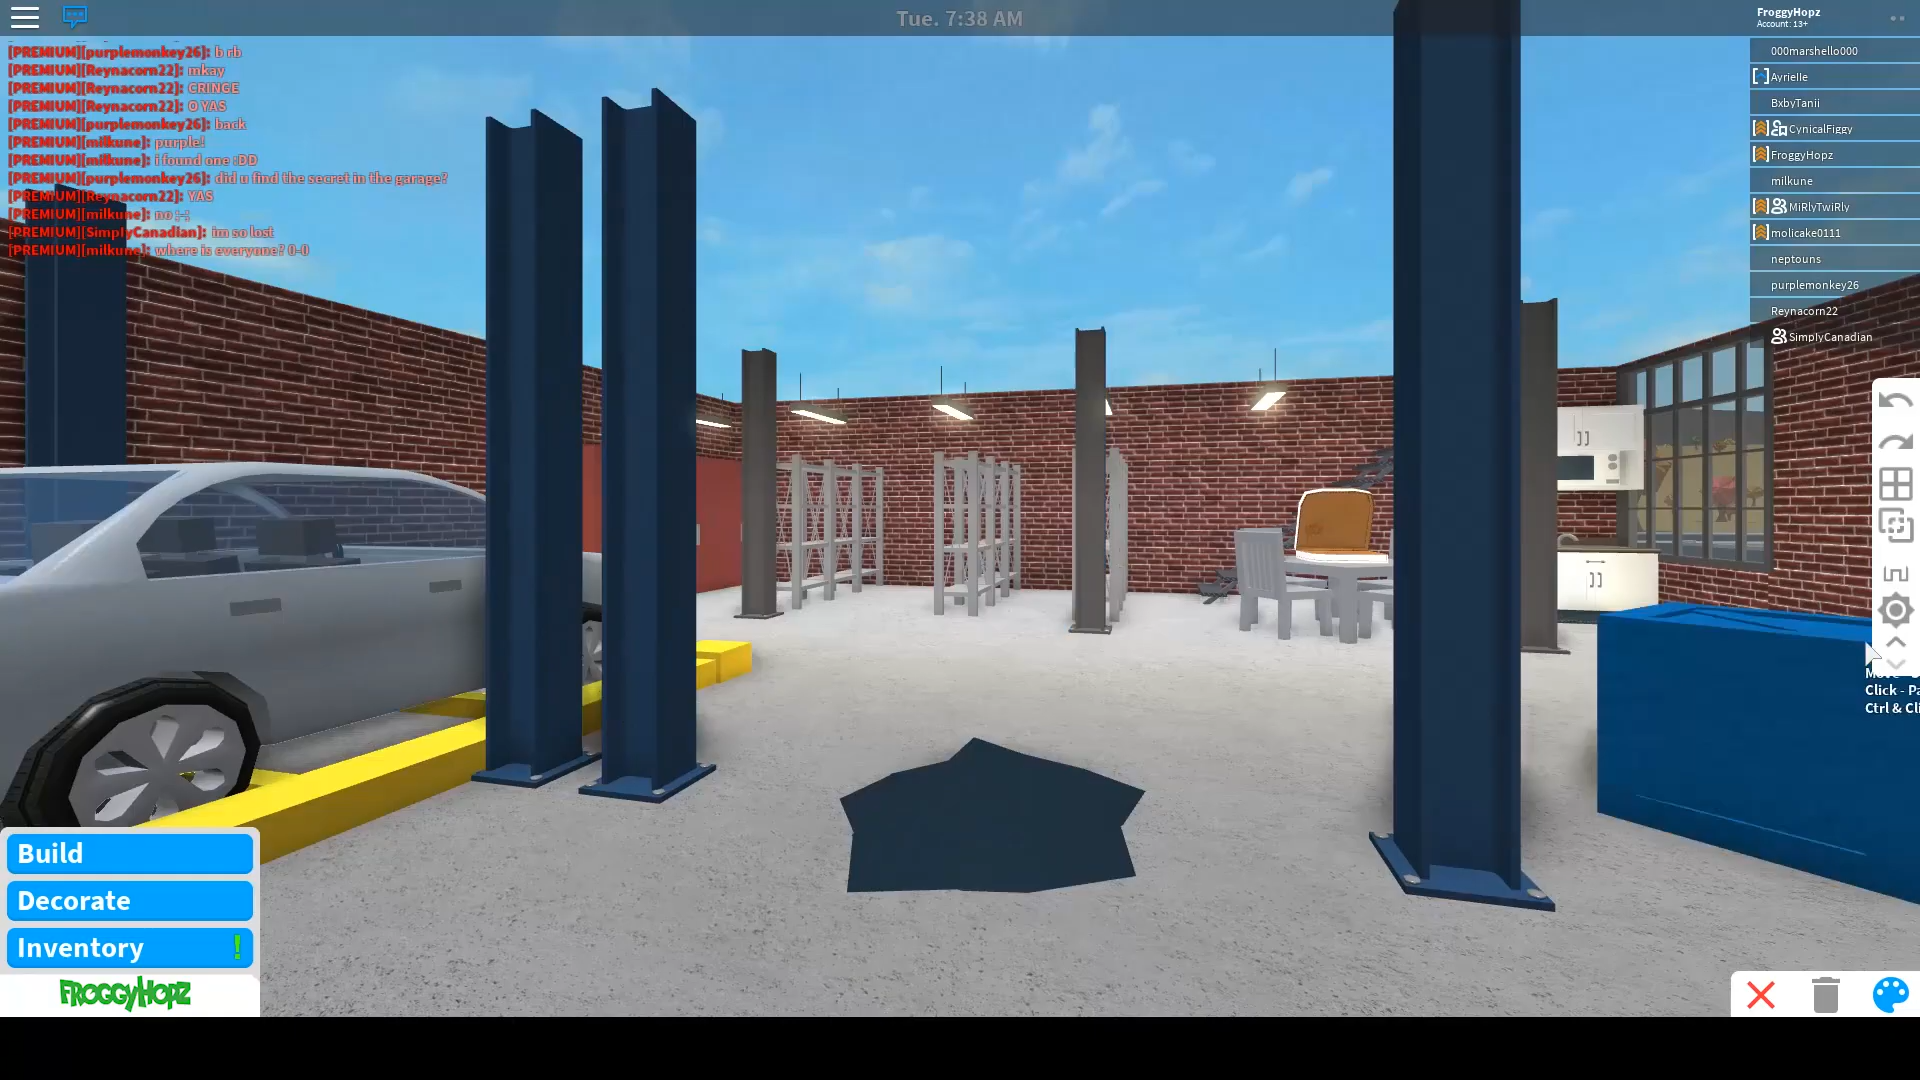 Tue. 7:38 AM
FroggyHopz
Account: 13+
[PREMIUM][purplemonkey26]: b rb
[PREMIUM][Reynacorn22]: mkay
[PREMIUM][Reynacorn22]: CRINGE
[PREMIUM][Reynacorn22]: O YAS
[PREMIUM][purplemonkey26]: back
[PREMIUM][milkune]: purple!
[PREMIUM][milkune]: i found one :DD
[PREMIUM][purplemonkey26]: did u find the secret in the garage?
[PREMIUM][Reynacorn22]: YAS
[PREMIUM][milkune]: no ;-;
[PREMIUM][SimplyCanadian]: im so lost
[PREMIUM][milkune]: where is everyone? 0-0
000marshello000
Ayrielle
BxbyTanii
CynicalFiggy
FroggyHopz
milkune
MiRlyTwiRly
molicake0111
neptouns
purplemonkey26
Reynacorn22
SimplyCanadian
Click - Pa
Ctrl & Cli
Build
Decorate
Inventory !
FROGGYHOPZ